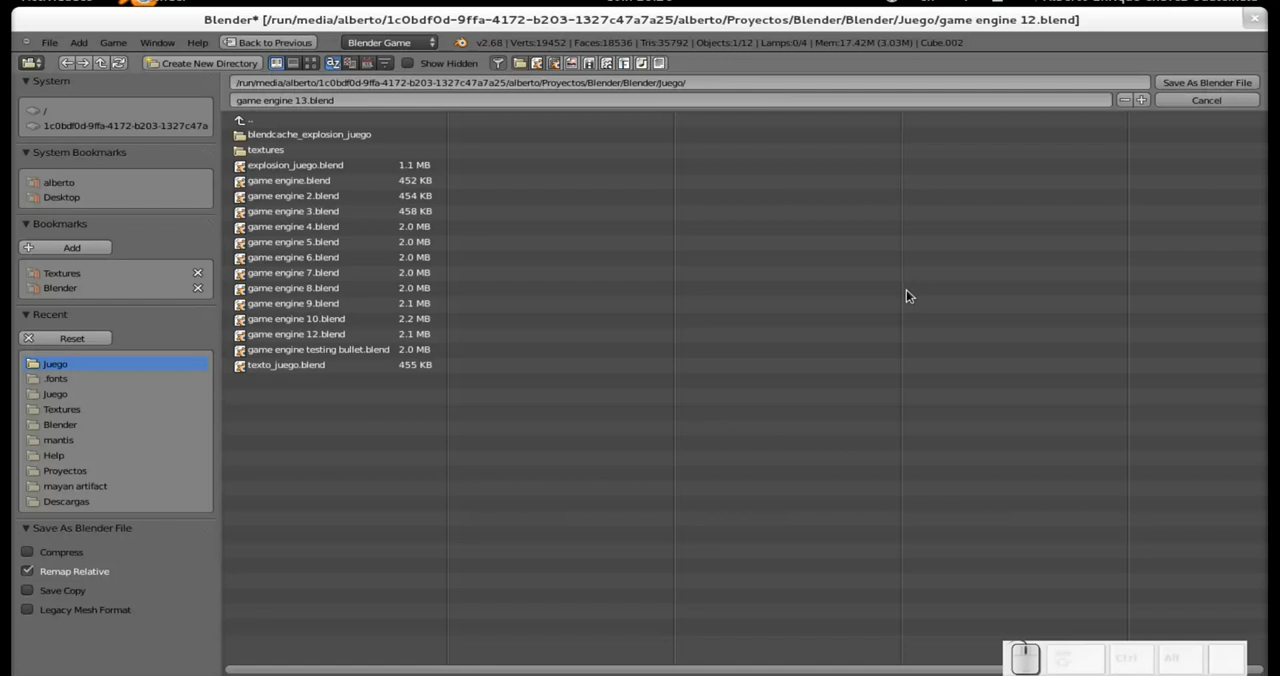 Blender* [/run/media/alberto/1c0bdf0d-9ffa-4172-b203-1327c47a7a25/alberto/Proyectos/Blender/Blender/Juego/game engine 12.blend]
File Add Game Window Help Back to Previous Blender Game v2.68 | Verts:19452 | Faces:18536 | Tris:35792 | Objects:1/12 | Lamps:0/4 | Mem:17.42M (3.03M) | Cube.002
Create New Directory Show Hidden
System
/run/media/alberto/1c0bdf0d-9ffa-4172-b203-1327c47a7a25/alberto/Proyectos/Blender/Blender/Juego/ Save As Blender File
game engine 13.blend Cancel
/
1c0bdf0d-9ffa-4172-b203-1327c47a
System Bookmarks
alberto
Desktop
Bookmarks
Add
Textures
Blender
Recent
Reset
Juego
.fonts
Juego
Textures
Blender
mantis
Help
Proyectos
mayan artifact
Descargas
Save As Blender File
Compress
Remap Relative
Save Copy
Legacy Mesh Format
..
blendcache_explosion_juego
textures
explosion_juego.blend 1.1 MB
game engine.blend 452 KB
game engine 2.blend 454 KB
game engine 3.blend 458 KB
game engine 4.blend 2.0 MB
game engine 5.blend 2.0 MB
game engine 6.blend 2.0 MB
game engine 7.blend 2.0 MB
game engine 8.blend 2.0 MB
game engine 9.blend 2.1 MB
game engine 10.blend 2.2 MB
game engine 12.blend 2.1 MB
game engine testing bullet.blend 2.0 MB
texto_juego.blend 455 KB
Ctrl Alt